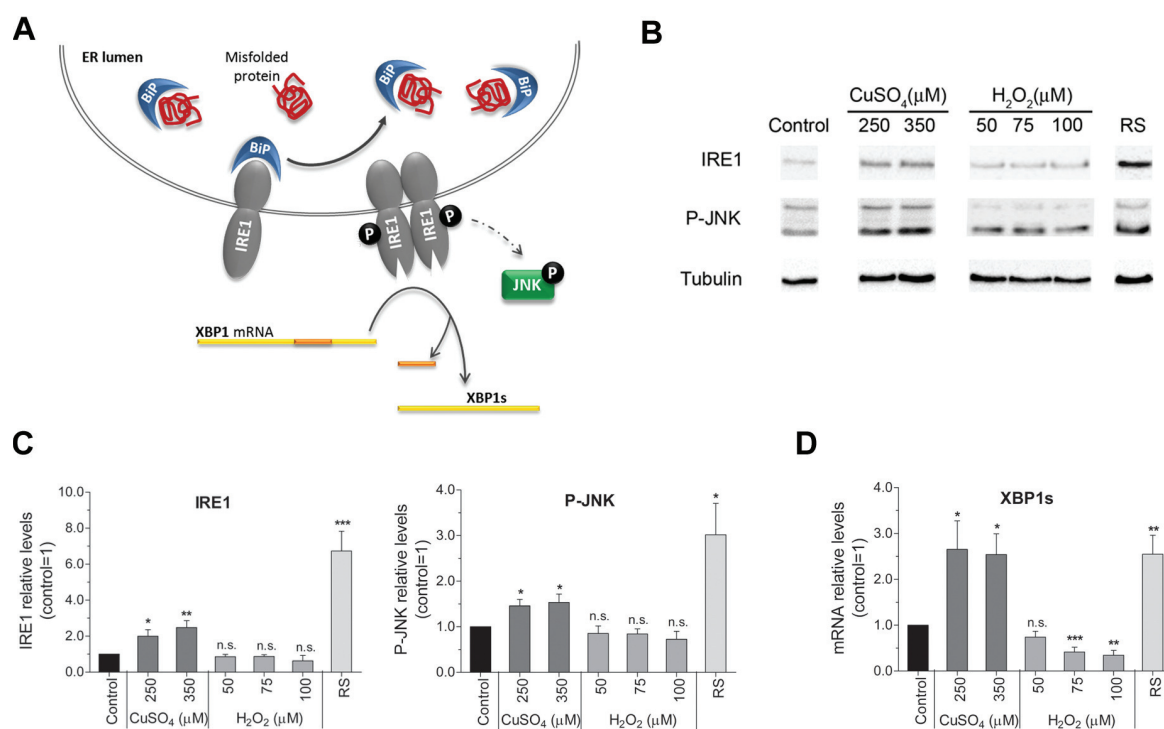 A
ER lumen
Misfolded
protein
BiP
BiP
BiP
BiP
IRE1
IRE1
IRE1
P
P
P
JNK
XBP1 mRNA
XBP1s
B
CuSO₄(μM)
H₂O₂(μM)
Control
250
350
50
75
100
RS
IRE1
P-JNK
Tubulin
C
IRE1
IRE1 relative levels
(control=1)
10.0
8.0
6.0
4.0
2.0
0.0
*
**
n.s.
n.s.
n.s.
***
Control
250
350
50
75
100
RS
CuSO₄ (μM)
H₂O₂ (μM)
P-JNK
P-JNK relative levels
(control=1)
4.0
3.0
2.0
1.0
0.0
*
*
n.s.
n.s.
n.s.
*
Control
250
350
50
75
100
RS
CuSO₄ (μM)
H₂O₂ (μM)
D
XBP1s
mRNA relative levels
(control=1)
4.0
3.0
2.0
1.0
0.0
*
*
n.s.
***
**
**
Control
250
350
50
75
100
RS
CuSO₄ (μM)
H₂O₂ (μM)